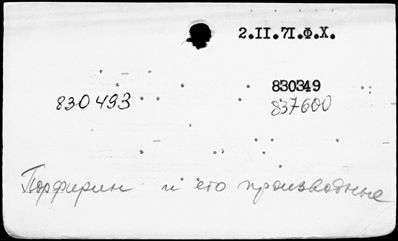 2.II.71.Ф.Х.
830349
830493 837600
Порфирин и его производные